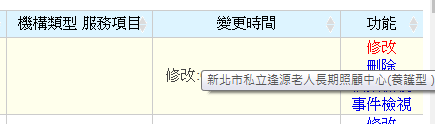 機構類型 服務項目 變更時間 功能
修改
修改: 刪除
新北市私立逢源老人長期照顧中心(養護型)
事件檢視
修改